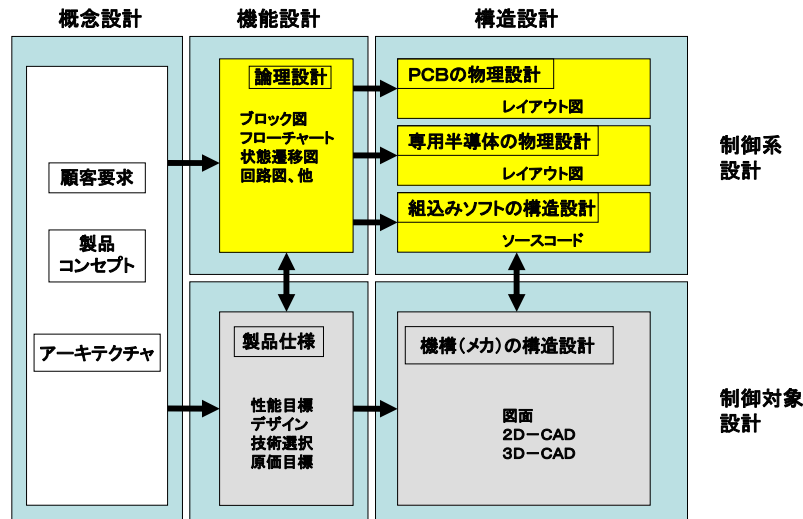 概念設計
機能設計
構造設計
論理設計
ブロック図
フローチャート
状態遷移図
回路図、他
PCBの物理設計
レイアウト図
専用半導体の物理設計
レイアウト図
組込みソフトの構造設計
ソースコード
制御系
設計
顧客要求
製品
コンセプト
アーキテクチャ
製品仕様
性能目標
デザイン
技術選択
原価目標
機構(メカ)の構造設計
図面
2D-CAD
3D-CAD
制御対象
設計